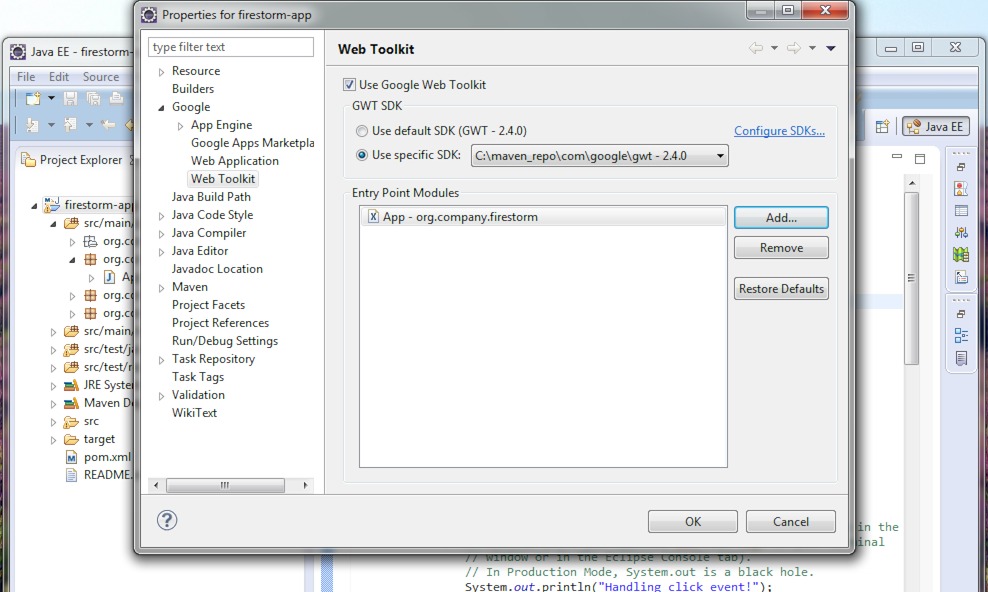 Properties for firestorm-app
Java EE - firestorm-
File Edit Source
Java EE
Project Explorer
firestorm-app
src/main/
org.co
org.co
Ap
org.co
org.co
src/main/
src/test/ja
src/test/r
JRE System
Maven De
src
target
pom.xml
README.
type filter text
Resource
Builders
Google
App Engine
Google Apps Marketpla
Web Application
Web Toolkit
Java Build Path
Java Code Style
Java Compiler
Java Editor
Javadoc Location
Maven
Project Facets
Project References
Run/Debug Settings
Task Repository
Task Tags
Validation
WikiText
Web Toolkit
Use Google Web Toolkit
GWT SDK
Use default SDK (GWT - 2.4.0)
Configure SDKs...
Use specific SDK: C:\maven_repo\com\google\gwt - 2.4.0
Entry Point Modules
App - org.company.firestorm
Add...
Remove
Restore Defaults
OK
Cancel
in the
inal
// window or in the Eclipse Console tab).
// In Production Mode, System.out is a black hole.
System.out.println("Handling click event!");